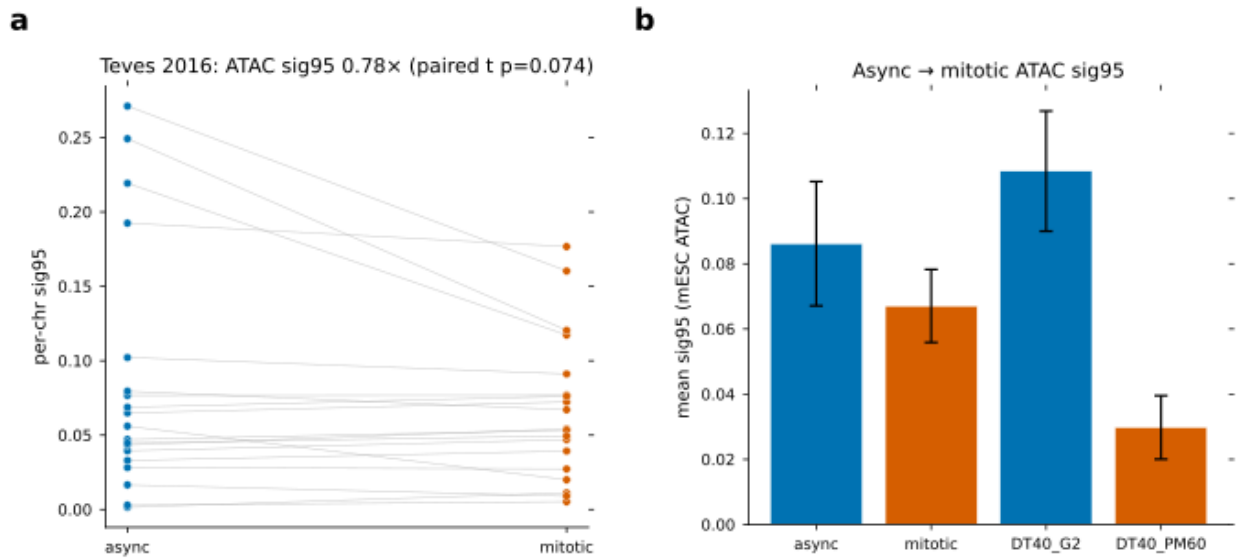 a
Teves 2016: ATAC sig95 0.78× (paired t p=0.074)
per-chr sig95
0.25
0.20
0.15
0.10
0.05
0.00
async
mitotic
b
Async → mitotic ATAC sig95
mean sig95 (mESC ATAC)
0.12
0.10
0.08
0.06
0.04
0.02
0.00
async
mitotic
DT40_G2
DT40_PM60